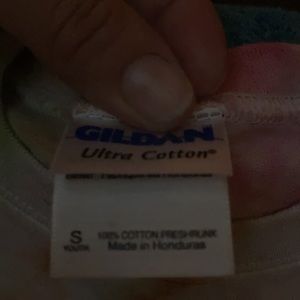 GILDAN
Ultra Cotton®
S
YOUTH
100% COTTON PRESHRUNK
Made in Honduras